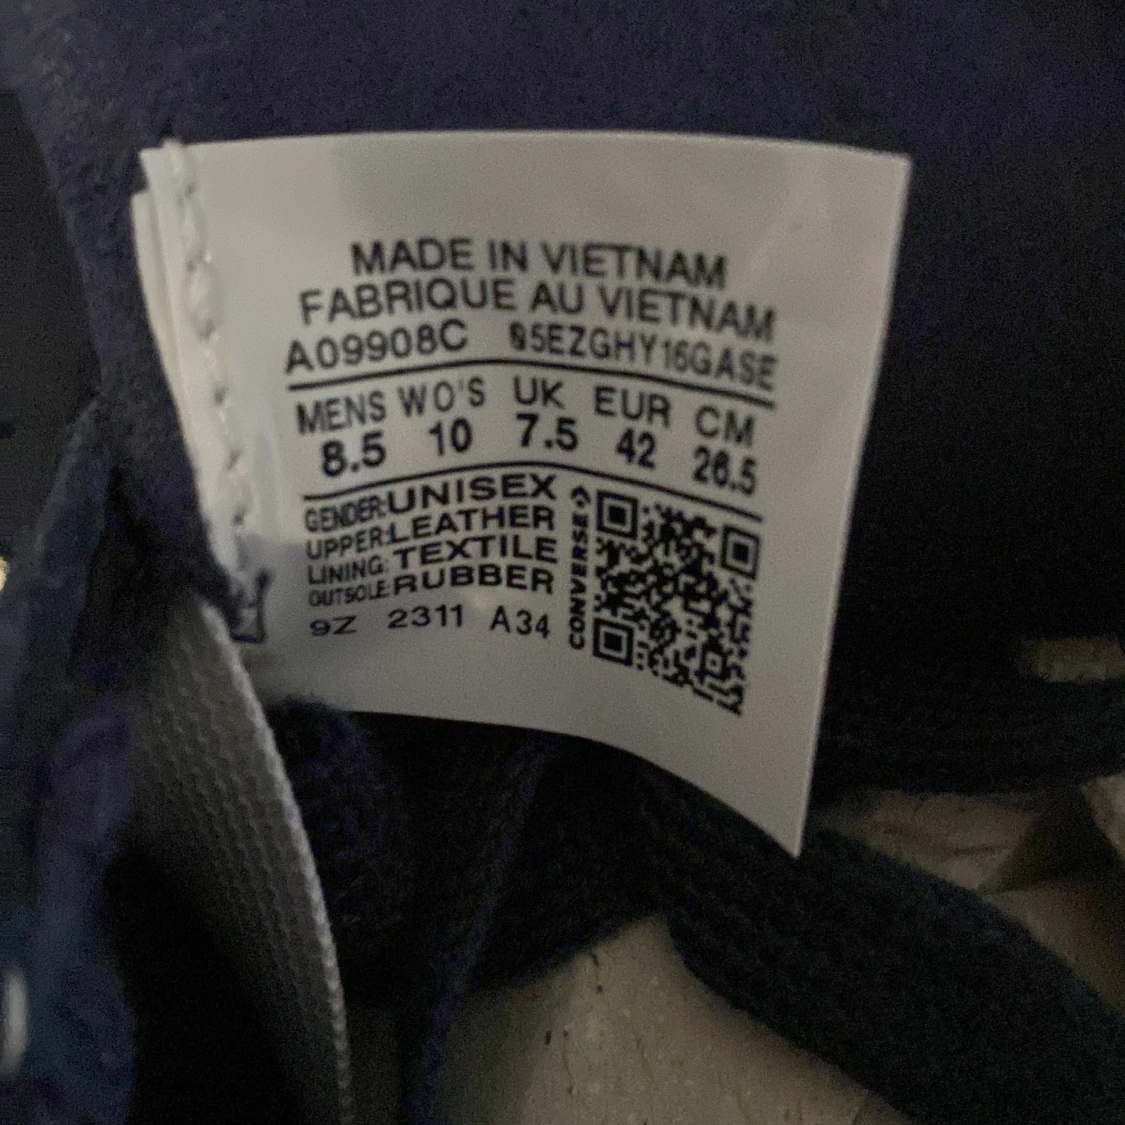 MADE IN VIETNAM
FABRIQUE AU VIETNAM
A09908C 05EZGHY16GASE
MENS WO'S UK EUR CM
8.5 10 7.5 42 26.5
GENDER:UNISEX
UPPER:LEATHER
LINING:TEXTILE
OUTSOLE:RUBBER
9Z 2311 A34
CONVERSE